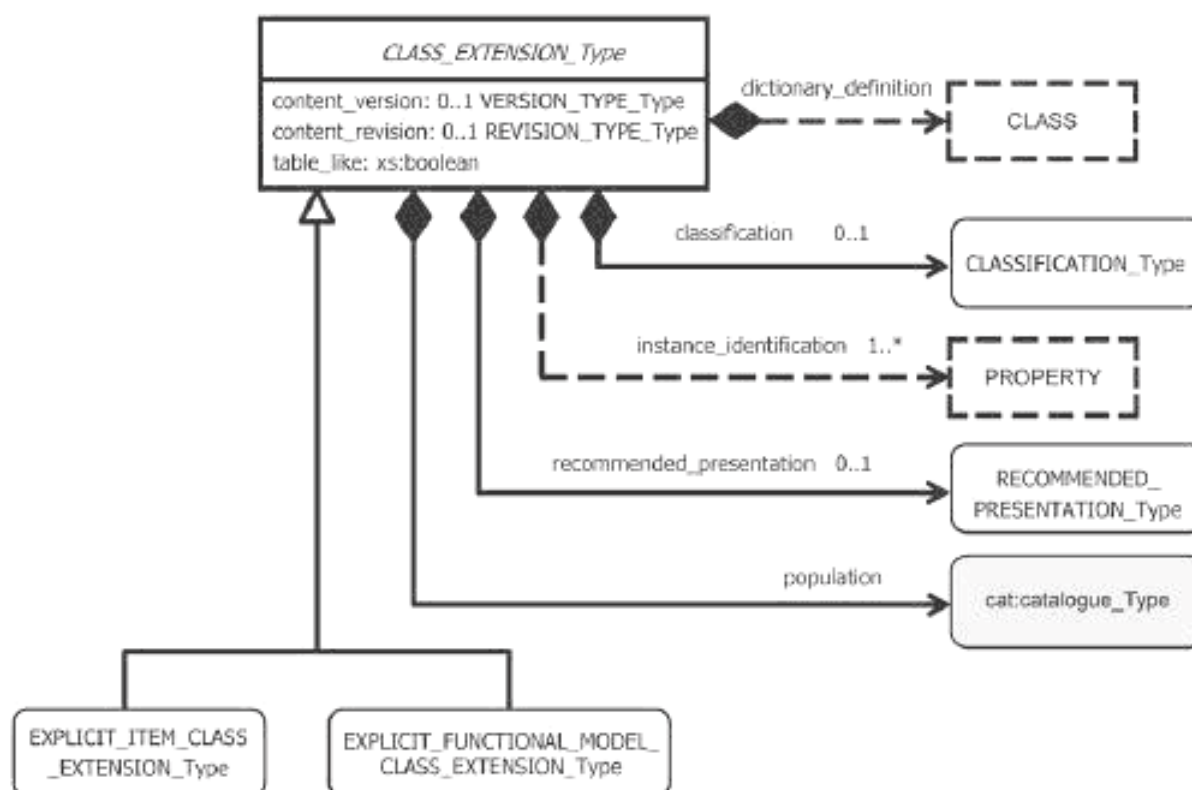 CLASS_EXTENSION_Type
content_version: 0..1 VERSION_TYPE_Type
content_revision: 0..1 REVISION_TYPE_Type
table_like: xs:boolean
dictionary_definition
CLASS
classification 0..1
CLASSIFICATION_Type
instance_identification 1..*
PROPERTY
recommended_presentation 0..1
RECOMMENDED_
PRESENTATION_Type
population
cat:catalogue_Type
EXPLICIT_ITEM_CLASS
_EXTENSION_Type
EXPLICIT_FUNCTIONAL_MODEL_
CLASS_EXTENSION_Type